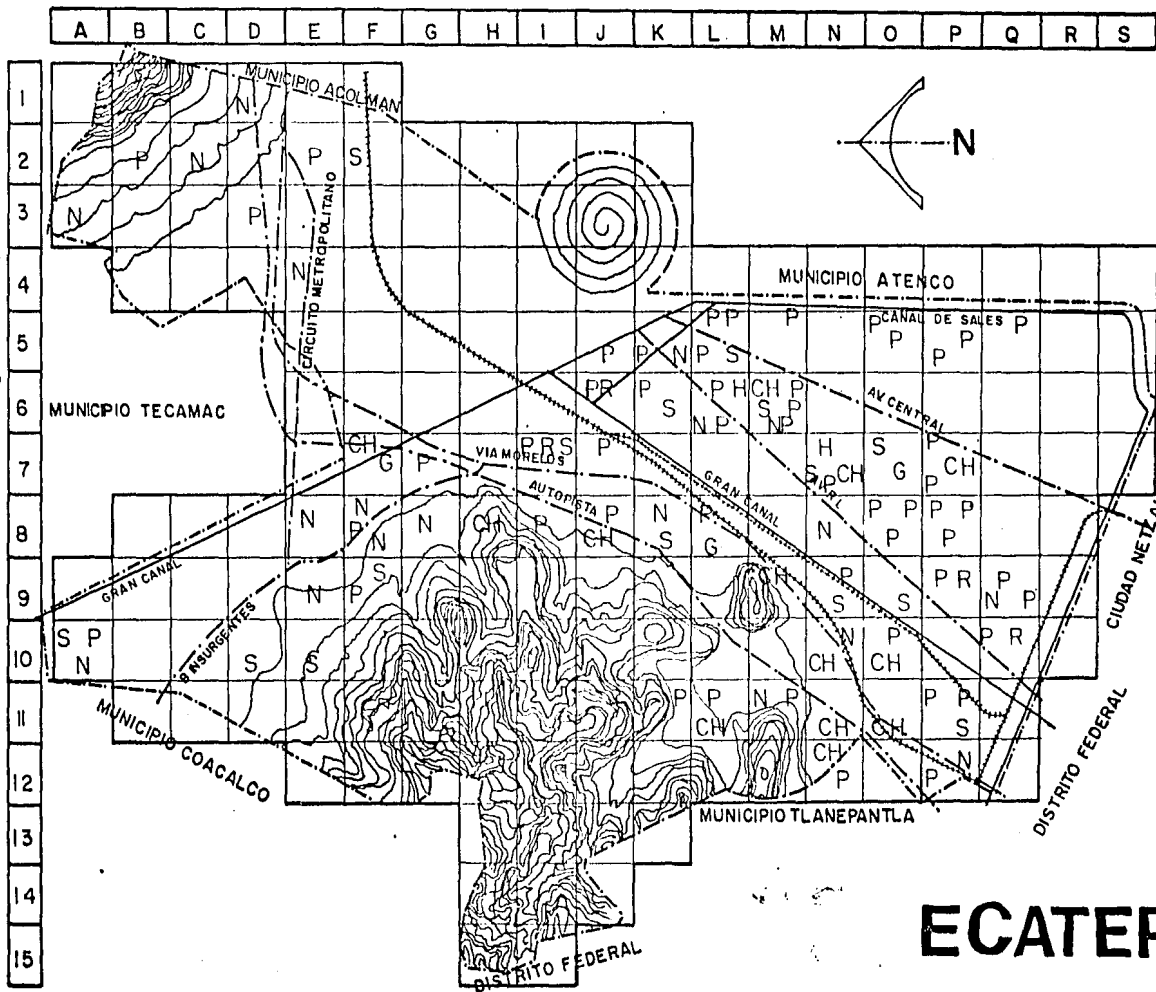 A B C D E F G H I J K L M N O P Q R S
1
MUNICIPIO ACOLMAN
N
N
2
P N P S
3
N P
CIRCUITO METROPOLITANO
4
N
MUNICIPIO ATENCO
P P P P CANAL DE SALES P
5
P P N P S P P P
6
MUNICIPIO TECAMAC
P R P P H CH P
S S P
N P N P
AV. CENTRAL
7
CH P R S P H S P
G P VIA MORELOS S P CH G P CH
GRAN CANAL
AUTOPISTA
8
N N P N G N CH P P CH N S P G N P P P P P P
9
GRAN CANAL
N S P CH P S S P R N P P
CIUDAD NETZA
INSURGENTES
10
S P
N S S N CH P CH P R
11
P P N P P P
CH CH CH S
MUNICIPIO COACALCO
12
CH P P N
MUNICIPIO TLANEPANTLA
DISTRITO FEDERAL
13
14
15
DISTRITO FEDERAL
ECATEP